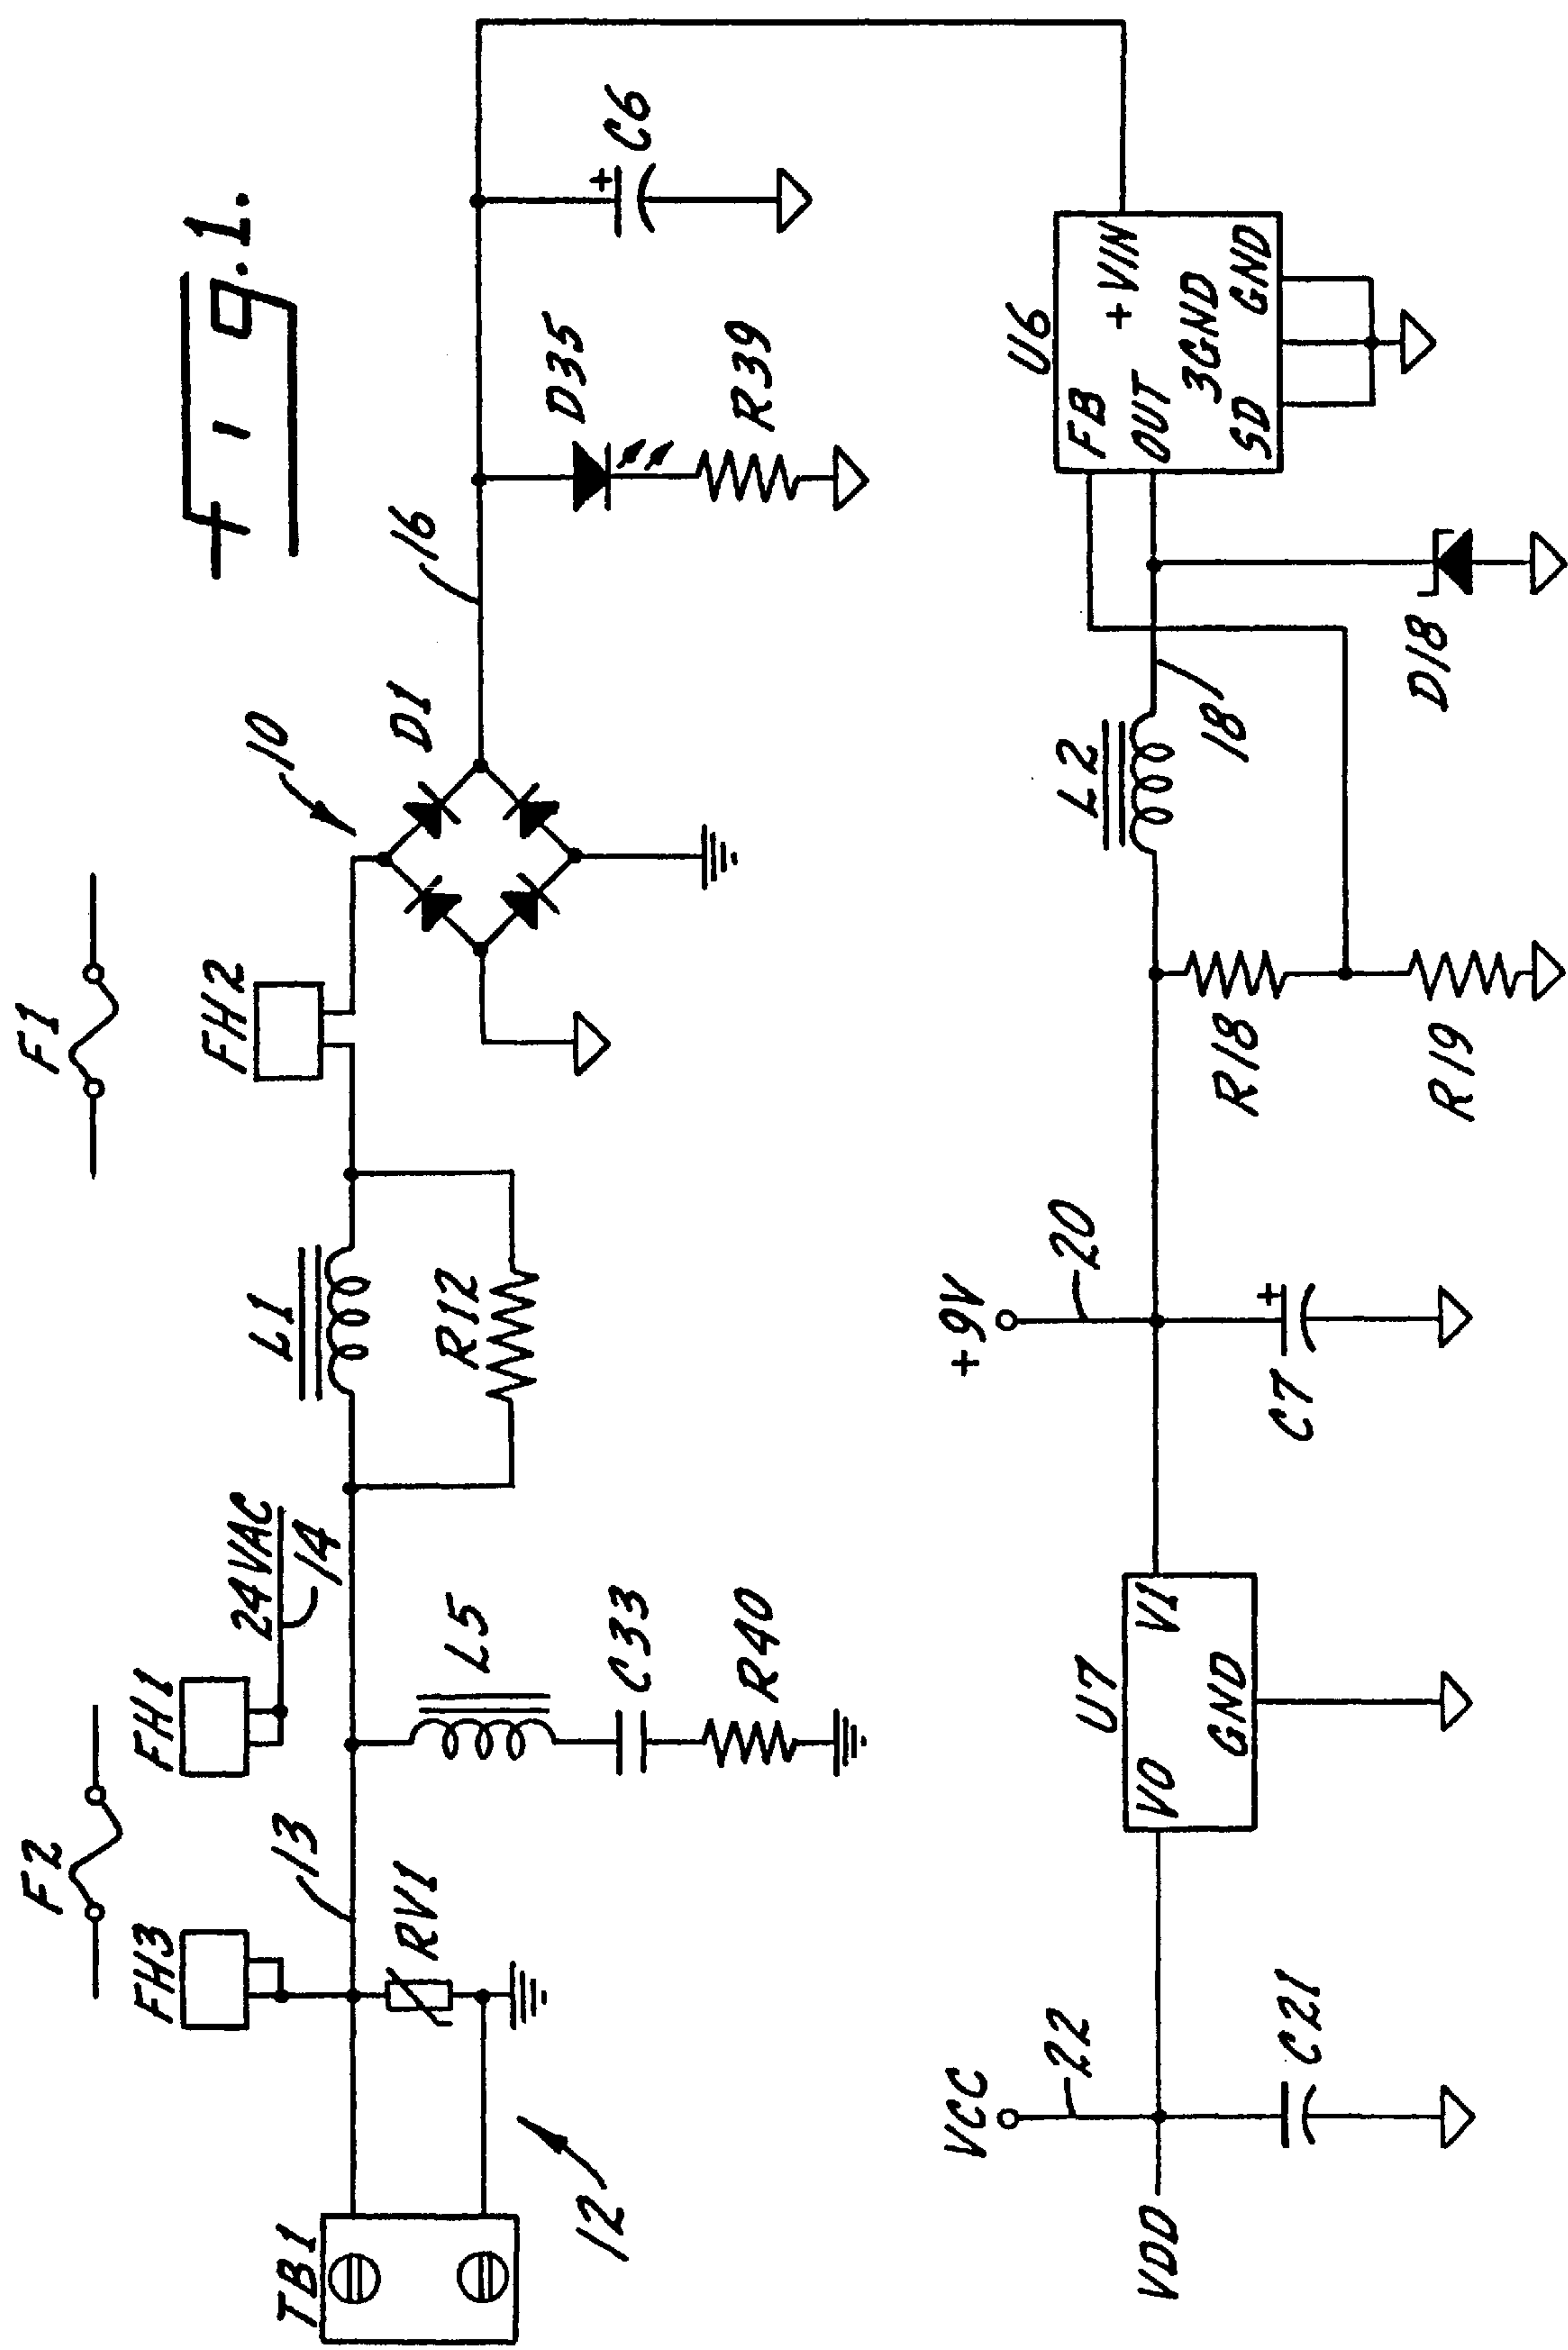 Fig. 1.
F2
F1
FH3
FH1
FH2
24VAC
14
10
13
L1
D1
16
TB1
RV1
L5
R12
D35
C6
C33
R39
R40
12
VCC
+9V
L2
U6
22
20
FB
+VIN
U7
OUT
VO
VI
3GND
VDD
GND
18
SD
GND
C21
C7
R18
R19
D18